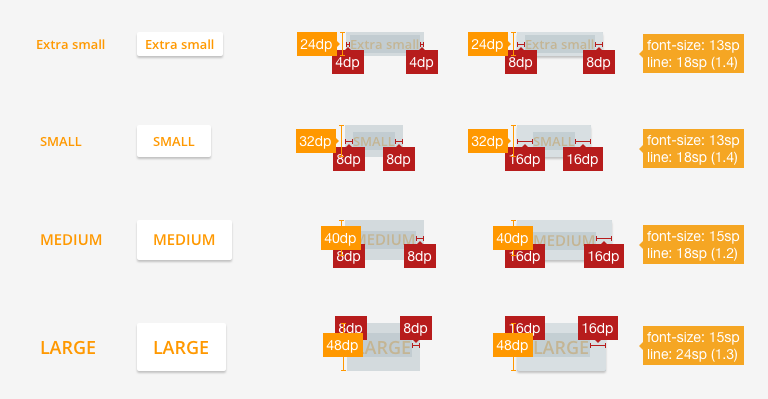 Extra small
Extra small
24dp
Extra small
4dp
4dp
24dp
Extra small
8dp
8dp
font-size: 13sp
line: 18sp (1.4)
SMALL
SMALL
32dp
SMALL
8dp
8dp
32dp
SMALL
16dp
16dp
font-size: 13sp
line: 18sp (1.4)
MEDIUM
MEDIUM
40dp
MEDIUM
8dp
8dp
40dp
MEDIUM
16dp
16dp
font-size: 15sp
line: 18sp (1.2)
LARGE
LARGE
8dp
8dp
48dp
LARGE
16dp
16dp
48dp
LARGE
font-size: 15sp
line: 24sp (1.3)